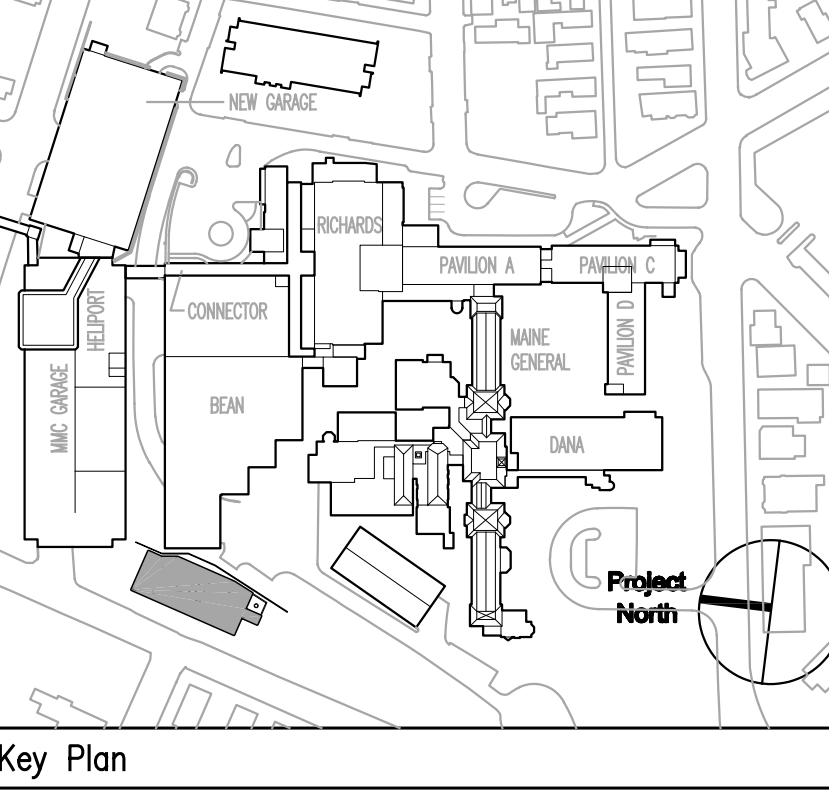 NEW GARAGE
RICHARDS
PAVILION A
PAVILION C
HELIPORT
CONNECTOR
PAVILION D
MAINE
GENERAL
MMC GARAGE
BEAN
DANA
Project
North
Key Plan